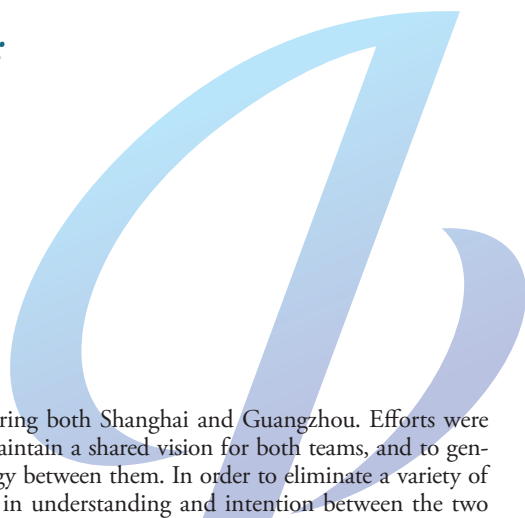 ring both Shanghai and Guangzhou. Efforts were
aintain a shared vision for both teams, and to gen-
gy between them. In order to eliminate a variety of
in understanding and intention between the two